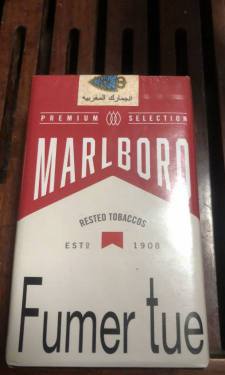 الجمارك المغربية
PREMIUM SELECTION
MARLBORO
RESTED TOBACCOS
ESTD 1908
Fumer tue